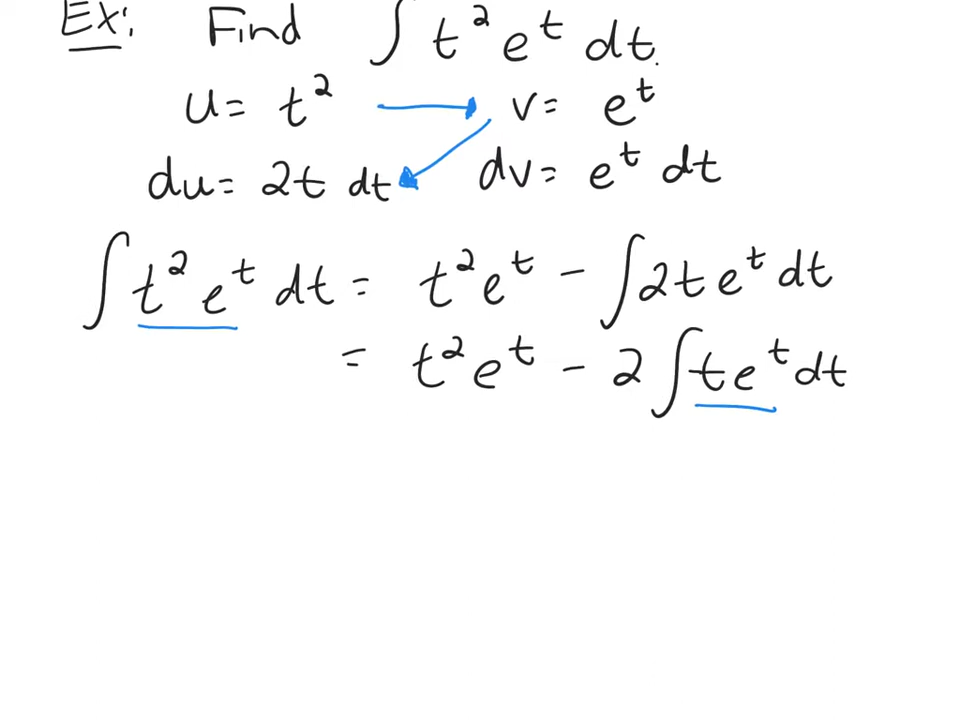 Ex: Find ∫ t² eᵗ dt.
u = t² v = eᵗ
du = 2t dt dv = eᵗ dt
∫ t² eᵗ dt = t² eᵗ - ∫ 2t eᵗ dt
= t² eᵗ - 2 ∫ t eᵗ dt